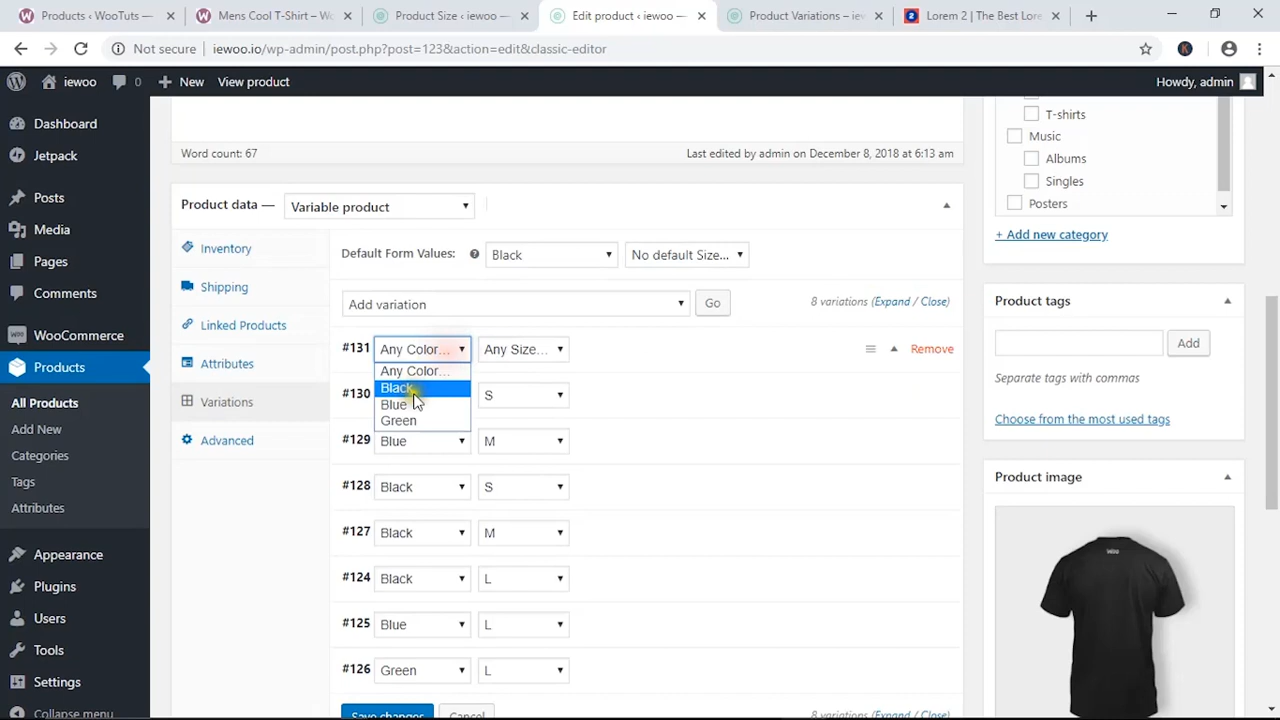 Products ‹ WooTuts —
Mens Cool T-Shirt – Wo
Product Size ‹ iewoo —
Edit product ‹ iewoo —
Product Variations – iew
Lorem 2 | The Best Lore
Not secure | iewoo.io/wp-admin/post.php?post=123&action=edit&classic-editor
iewoo 0 New View product Howdy, admin
Dashboard
Jetpack
Posts
Media
Pages
Comments
WooCommerce
Products
All Products
Add New
Categories
Tags
Attributes
Appearance
Plugins
Users
Tools
Settings
Collapse menu
Word count: 67 Last edited by admin on December 8, 2018 at 6:13 am
Product data — Variable product
Inventory
Shipping
Linked Products
Attributes
Variations
Advanced
Default Form Values: Black No default Size...
Add variation Go 8 variations (Expand / Close)
#131 Any Color... Any Size... Remove
Any Color...
Black
Blue
Green
#130 S
#129 Blue M
#128 Black S
#127 Black M
#124 Black L
#125 Blue L
#126 Green L
Save changes Cancel 8 variations (Expand / Close)
T-shirts
Music
Albums
Singles
Posters
+ Add new category
Product tags
Add
Separate tags with commas
Choose from the most used tags
Product image
woo